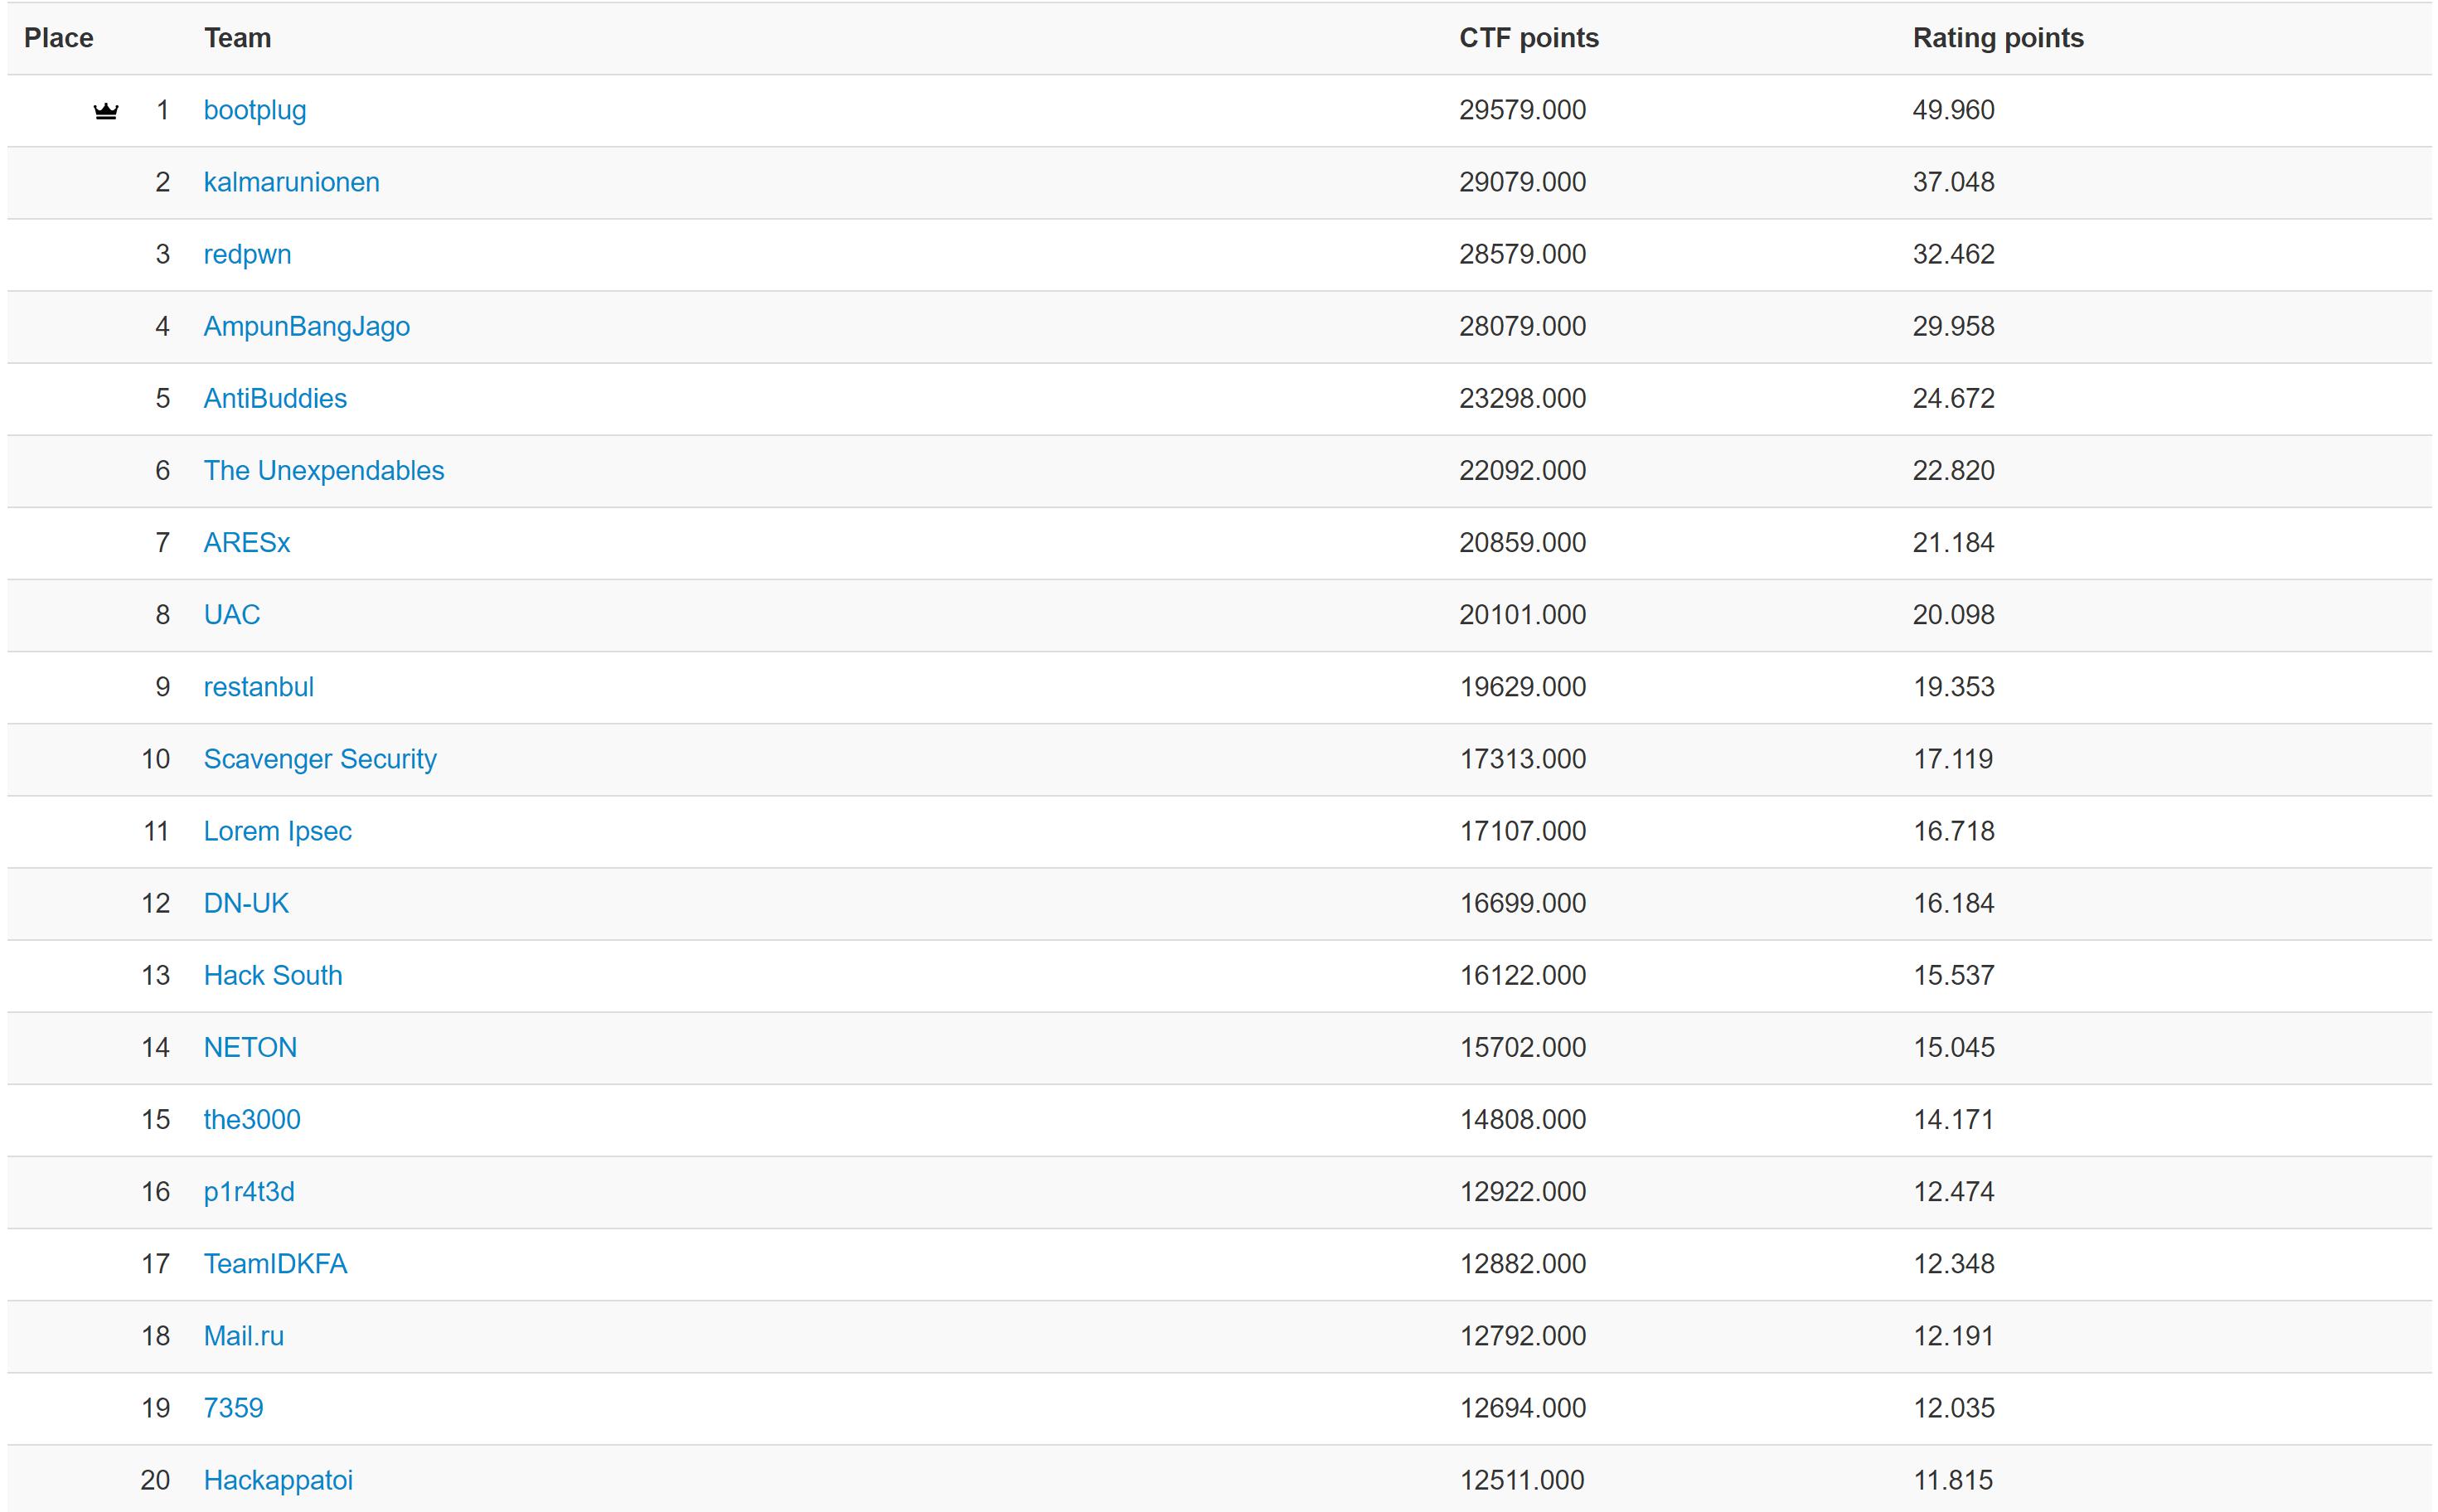 Place Team CTF points Rating points
1 bootplug 29579.000 49.960
2 kalmarunionen 29079.000 37.048
3 redpwn 28579.000 32.462
4 AmpunBangJago 28079.000 29.958
5 AntiBuddies 23298.000 24.672
6 The Unexpendables 22092.000 22.820
7 ARESx 20859.000 21.184
8 UAC 20101.000 20.098
9 restanbul 19629.000 19.353
10 Scavenger Security 17313.000 17.119
11 Lorem Ipsec 17107.000 16.718
12 DN-UK 16699.000 16.184
13 Hack South 16122.000 15.537
14 NETON 15702.000 15.045
15 the3000 14808.000 14.171
16 p1r4t3d 12922.000 12.474
17 TeamIDKFA 12882.000 12.348
18 Mail.ru 12792.000 12.191
19 7359 12694.000 12.035
20 Hackappatoi 12511.000 11.815